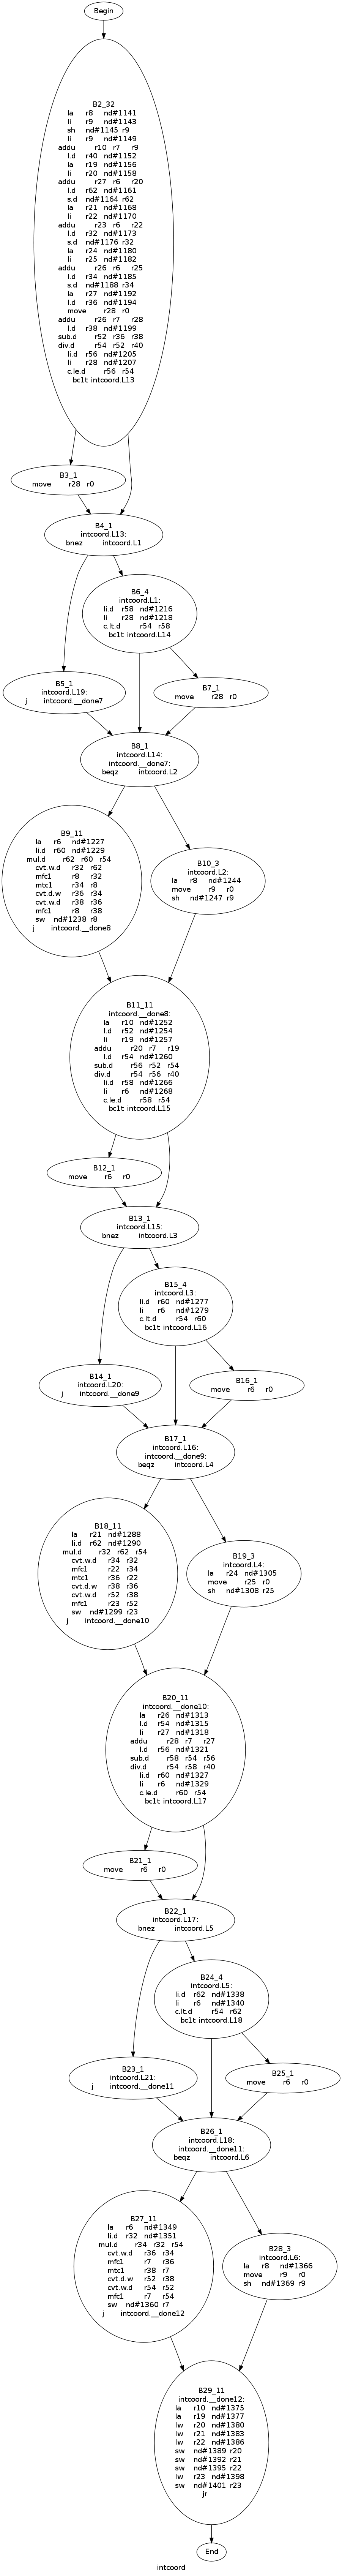 Begin
B2_32
la r8 nd#1141
li r9 nd#1143
sh nd#1145 r9
li r9 nd#1149
addu r10 r7 r9
l.d r40 nd#1152
la r19 nd#1156
li r20 nd#1158
addu r27 r6 r20
l.d r62 nd#1161
s.d nd#1164 r62
la r21 nd#1168
li r22 nd#1170
addu r23 r6 r22
l.d r32 nd#1173
s.d nd#1176 r32
la r24 nd#1180
li r25 nd#1182
addu r26 r6 r25
l.d r34 nd#1185
s.d nd#1188 r34
la r27 nd#1192
l.d r36 nd#1194
move r28 r0
addu r26 r7 r28
l.d r38 nd#1199
sub.d r52 r36 r38
div.d r54 r52 r40
li.d r56 nd#1205
li r28 nd#1207
c.le.d r56 r54
bc1t intcoord.L13
B3_1
move r28 r0
B4_1
intcoord.L13:
bnez intcoord.L1
B6_4
intcoord.L1:
li.d r58 nd#1216
li r28 nd#1218
c.lt.d r54 r58
bc1t intcoord.L14
B5_1
intcoord.L19:
j intcoord.__done7
B7_1
move r28 r0
B8_1
intcoord.L14:
intcoord.__done7:
beqz intcoord.L2
B9_11
la r6 nd#1227
li.d r60 nd#1229
mul.d r62 r60 r54
cvt.w.d r32 r62
mfc1 r8 r32
mtc1 r34 r8
cvt.d.w r36 r34
cvt.w.d r38 r36
mfc1 r8 r38
sw nd#1238 r8
j intcoord.__done8
B10_3
intcoord.L2:
la r8 nd#1244
move r9 r0
sh nd#1247 r9
B11_11
intcoord.__done8:
la r10 nd#1252
l.d r52 nd#1254
li r19 nd#1257
addu r20 r7 r19
l.d r54 nd#1260
sub.d r56 r52 r54
div.d r54 r56 r40
li.d r58 nd#1266
li r6 nd#1268
c.le.d r58 r54
bc1t intcoord.L15
B12_1
move r6 r0
B13_1
intcoord.L15:
bnez intcoord.L3
B15_4
intcoord.L3:
li.d r60 nd#1277
li r6 nd#1279
c.lt.d r54 r60
bc1t intcoord.L16
B14_1
intcoord.L20:
j intcoord.__done9
B16_1
move r6 r0
B17_1
intcoord.L16:
intcoord.__done9:
beqz intcoord.L4
B18_11
la r21 nd#1288
li.d r62 nd#1290
mul.d r32 r62 r54
cvt.w.d r34 r32
mfc1 r22 r34
mtc1 r36 r22
cvt.d.w r38 r36
cvt.w.d r52 r38
mfc1 r23 r52
sw nd#1299 r23
j intcoord.__done10
B19_3
intcoord.L4:
la r24 nd#1305
move r25 r0
sh nd#1308 r25
B20_11
intcoord.__done10:
la r26 nd#1313
l.d r54 nd#1315
li r27 nd#1318
addu r28 r7 r27
l.d r56 nd#1321
sub.d r58 r54 r56
div.d r54 r58 r40
li.d r60 nd#1327
li r6 nd#1329
c.le.d r60 r54
bc1t intcoord.L17
B21_1
move r6 r0
B22_1
intcoord.L17:
bnez intcoord.L5
B24_4
intcoord.L5:
li.d r62 nd#1338
li r6 nd#1340
c.lt.d r54 r62
bc1t intcoord.L18
B23_1
intcoord.L21:
j intcoord.__done11
B25_1
move r6 r0
B26_1
intcoord.L18:
intcoord.__done11:
beqz intcoord.L6
B27_11
la r6 nd#1349
li.d r32 nd#1351
mul.d r34 r32 r54
cvt.w.d r36 r34
mfc1 r7 r36
mtc1 r38 r7
cvt.d.w r52 r38
cvt.w.d r54 r52
mfc1 r7 r54
sw nd#1360 r7
j intcoord.__done12
B28_3
intcoord.L6:
la r8 nd#1366
move r9 r0
sh nd#1369 r9
B29_11
intcoord.__done12:
la r10 nd#1375
la r19 nd#1377
lw r20 nd#1380
lw r21 nd#1383
lw r22 nd#1386
sw nd#1389 r20
sw nd#1392 r21
sw nd#1395 r22
lw r23 nd#1398
sw nd#1401 r23
jr
End
intcoord